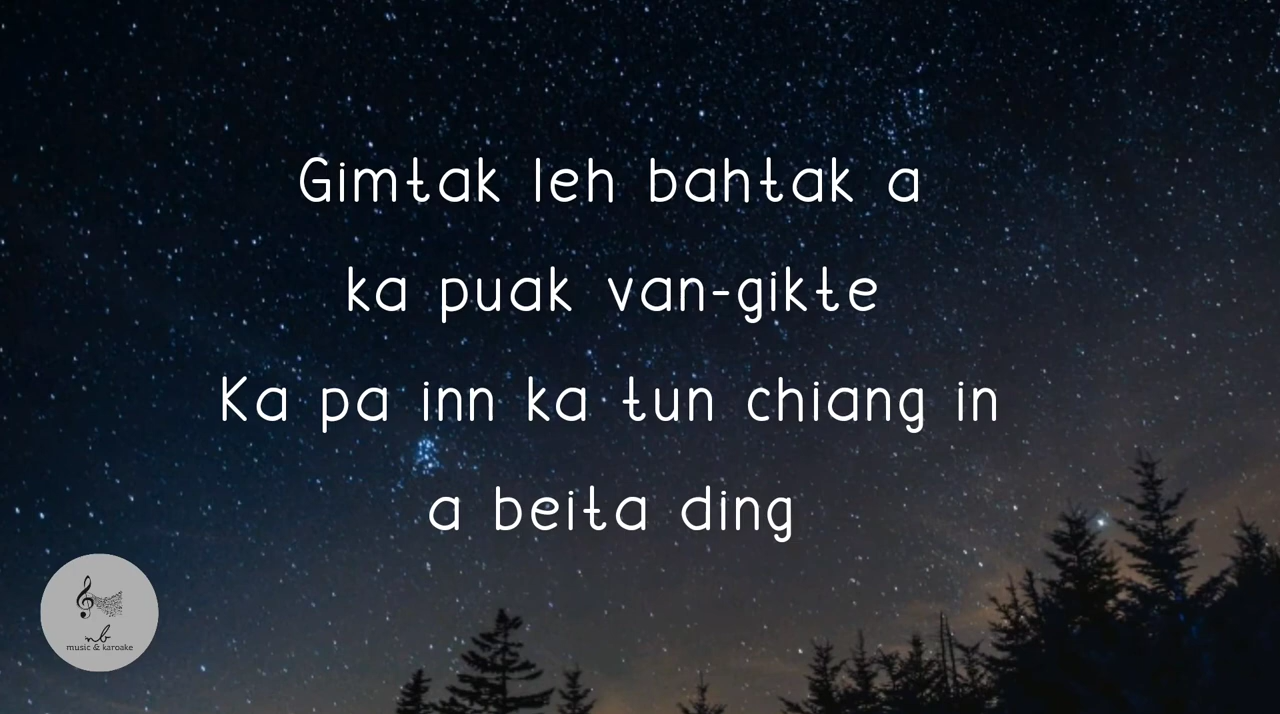 Gimtak leh bahtak a
ka puak van-gikte
Ka pa inn ka tun chiang in
a beita ding
nb
music & karoake